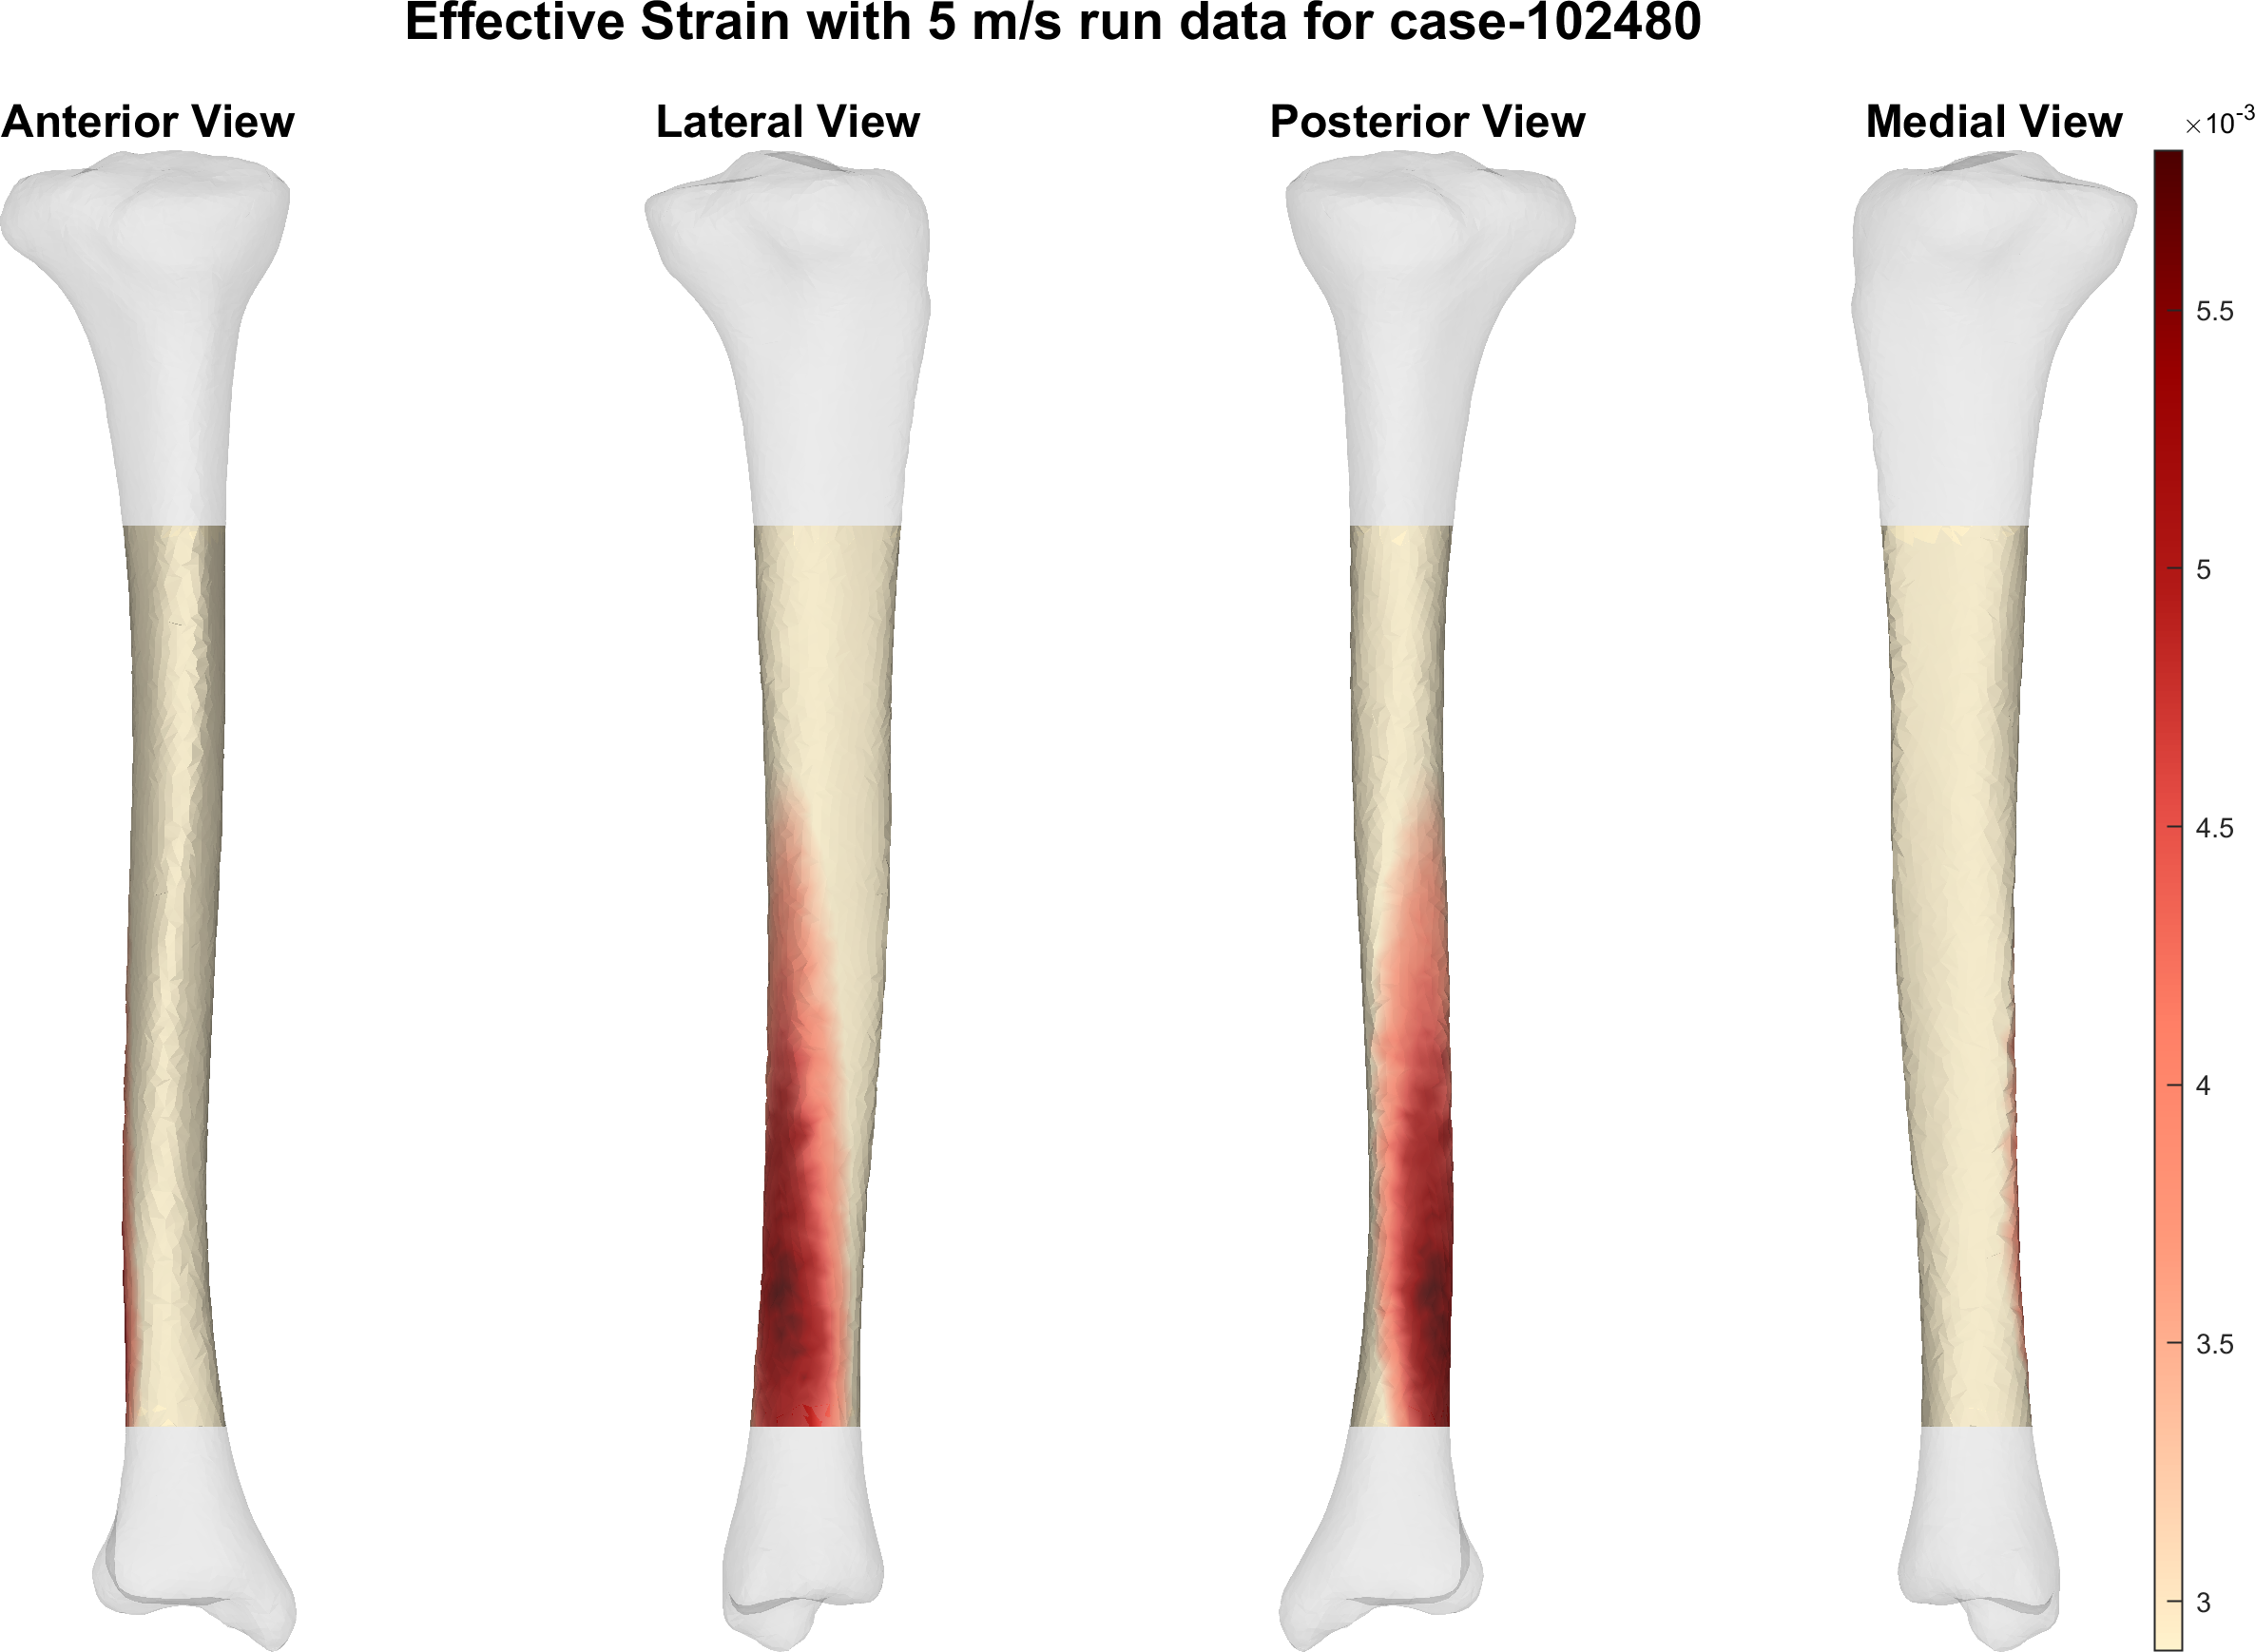 Effective Strain with 5 m/s run data for case-102480
Anterior View
Lateral View
Posterior View
Medial View
×10-3
5.5
5
4.5
4
3.5
3